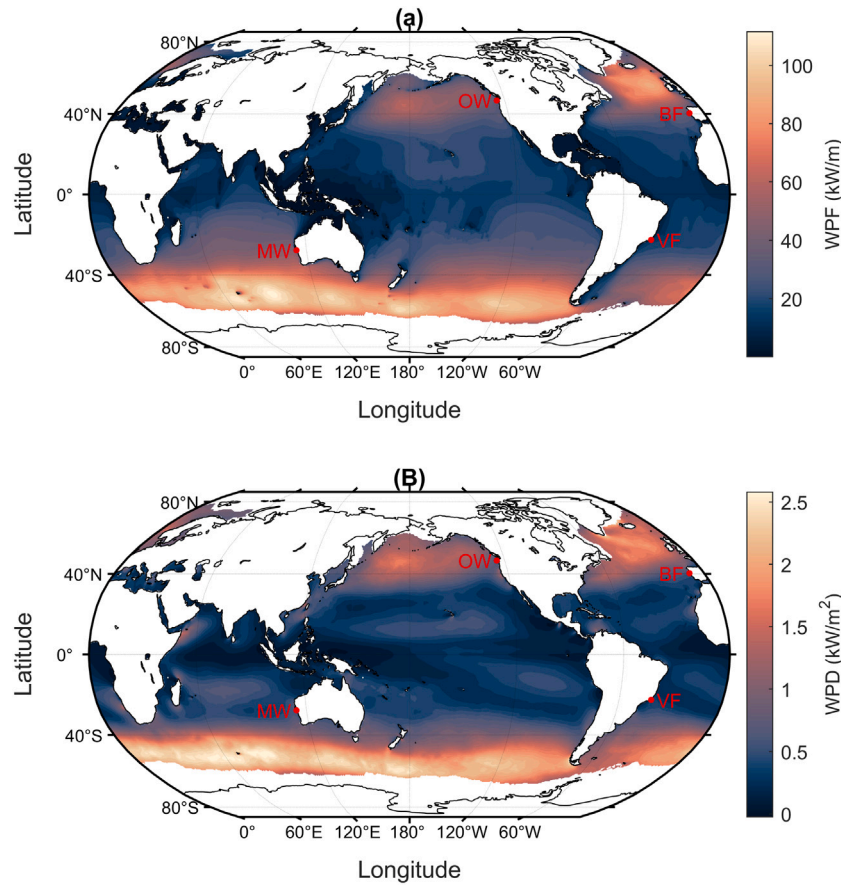 (a)
80°N
40°N
0°
40°S
80°S
Latitude
OW
BF
MW
VF
0° 60°E 120°E 180° 120°W 60°W
Longitude
100
80
60
40
20
WPF (kW/m)
(B)
80°N
40°N
0°
40°S
80°S
Latitude
OW
BF
MW
VF
0° 60°E 120°E 180° 120°W 60°W
Longitude
2.5
2
1.5
1
0.5
0
WPD (kW/m²)